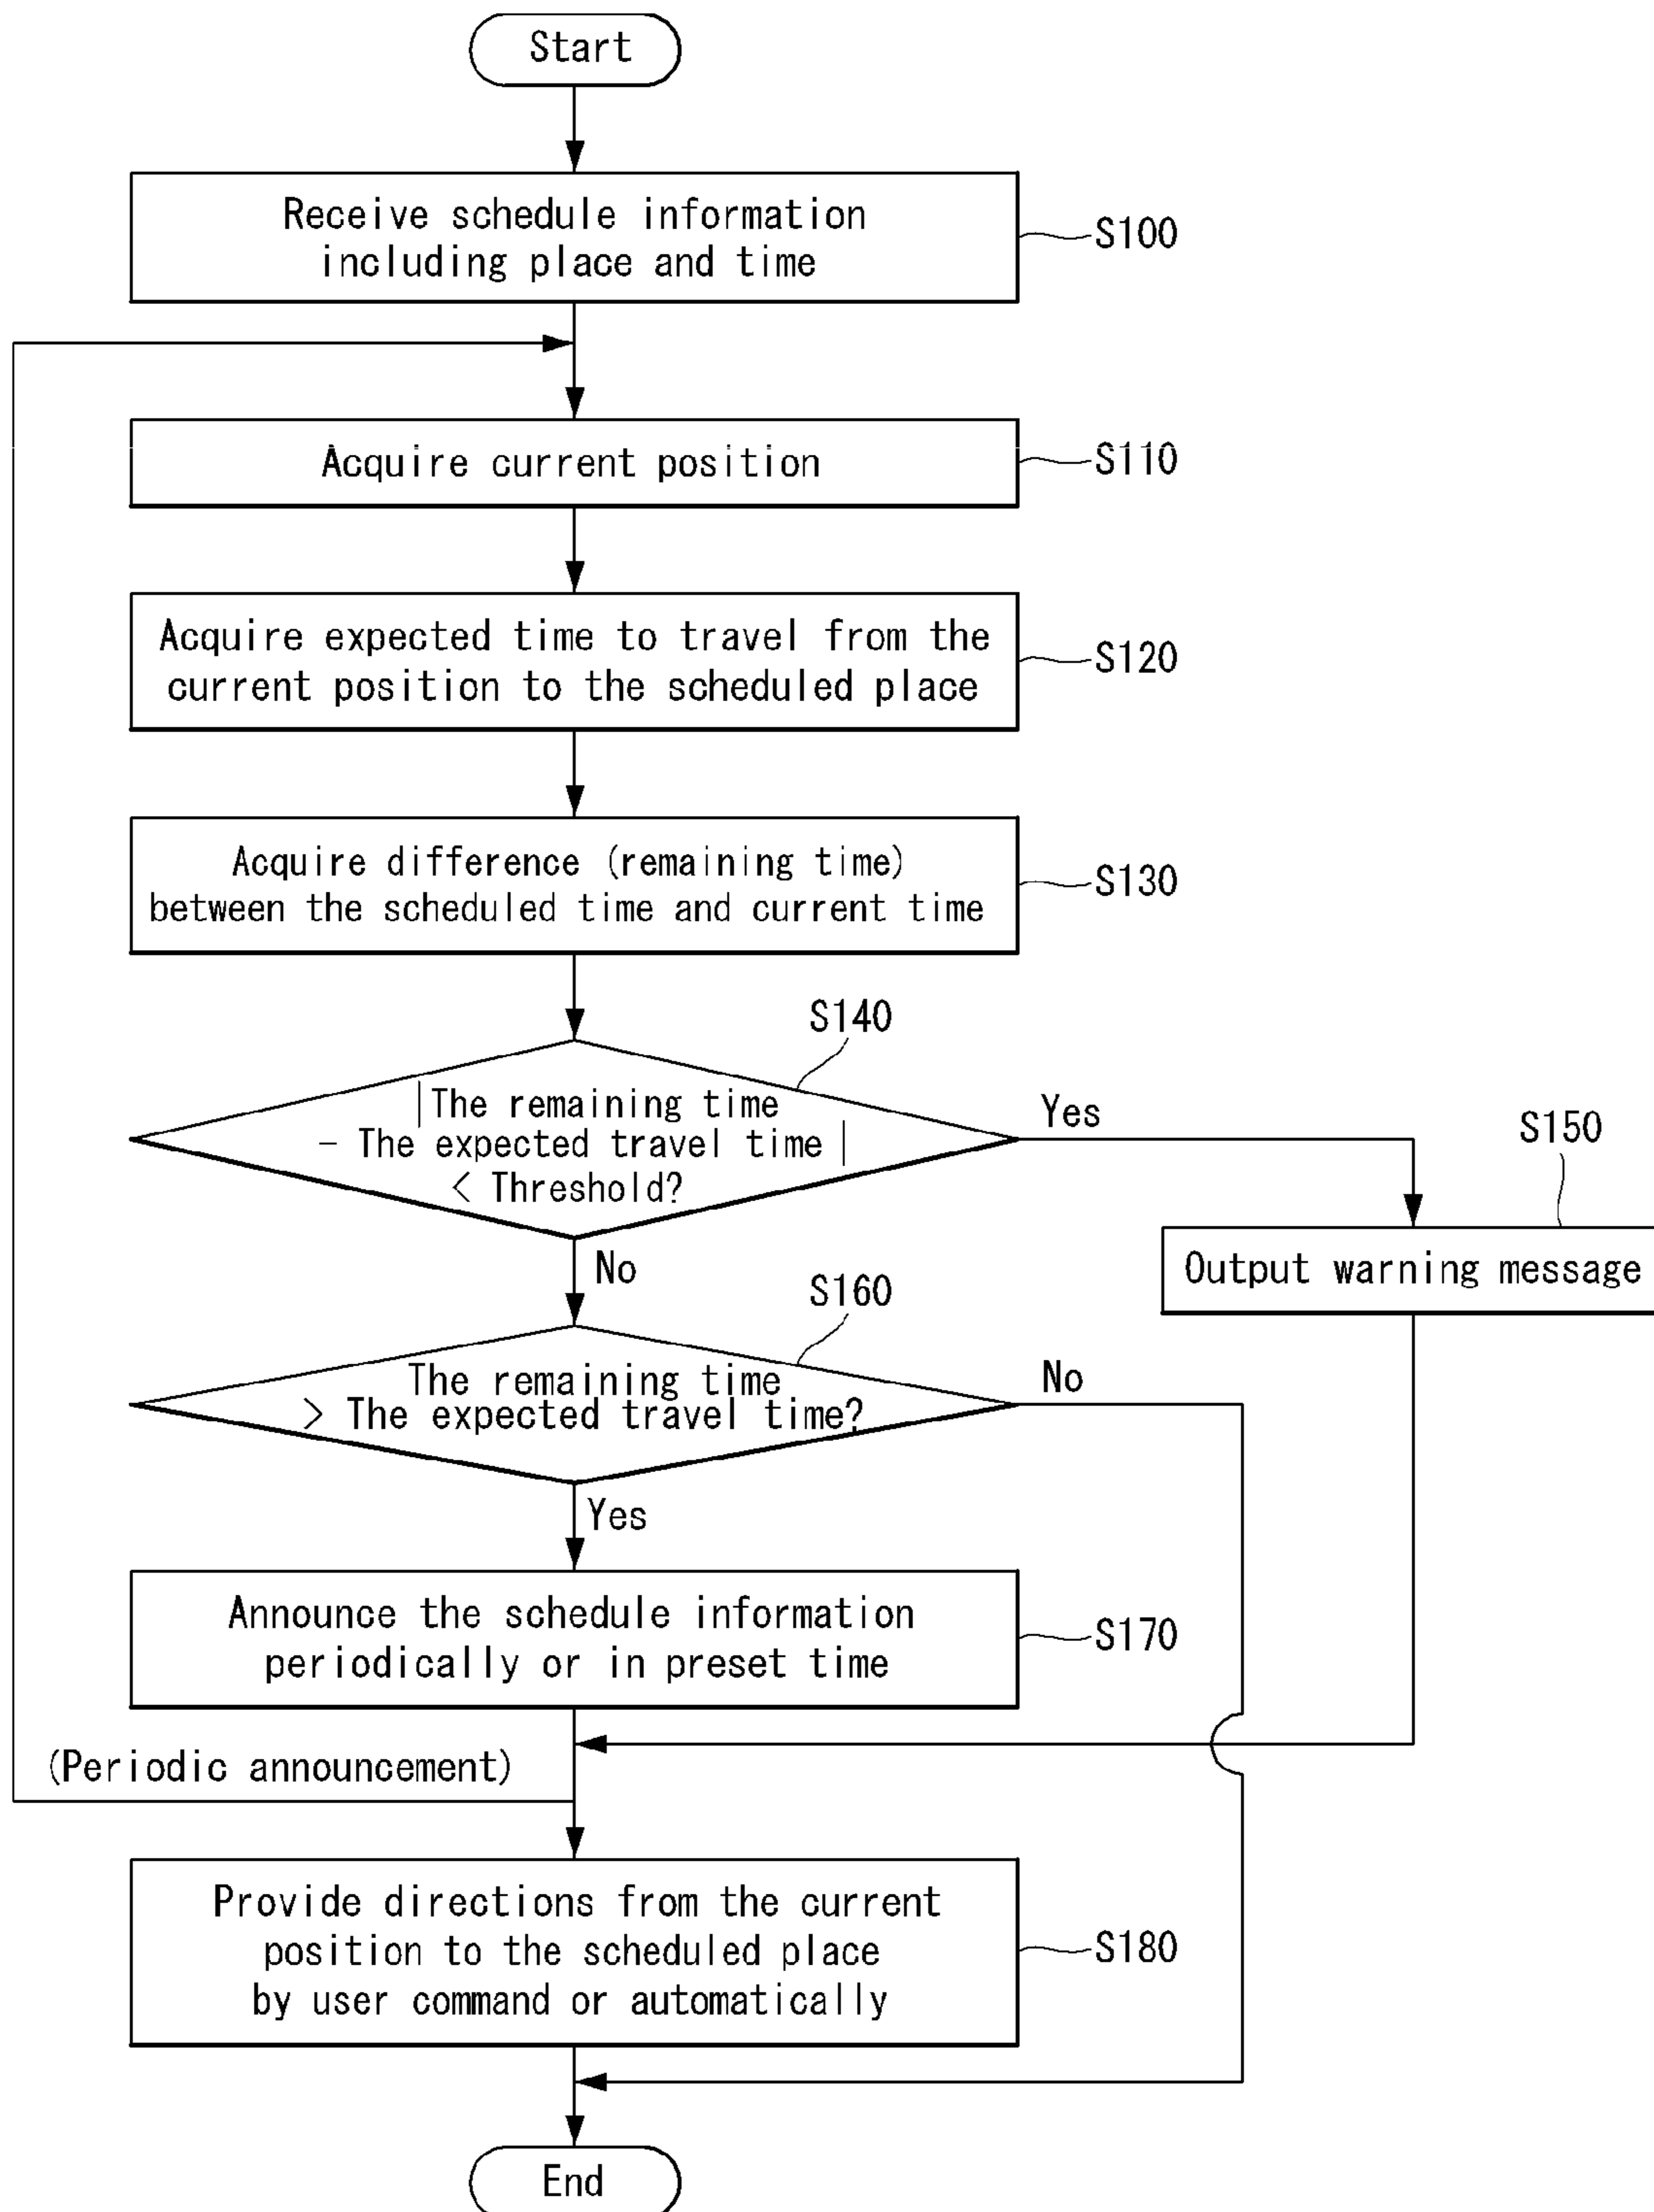 Start
Receive schedule information
including place and time
S100
Acquire current position
S110
Acquire expected time to travel from the
current position to the scheduled place
S120
Acquire difference (remaining time)
between the scheduled time and current time
S130
S140
|The remaining time
- The expected travel time|
< Threshold?
Yes
S150
Output warning message
No
S160
The remaining time
> The expected travel time?
No
Yes
Announce the schedule information
periodically or in preset time
S170
(Periodic announcement)
Provide directions from the current
position to the scheduled place
by user command or automatically
S180
End